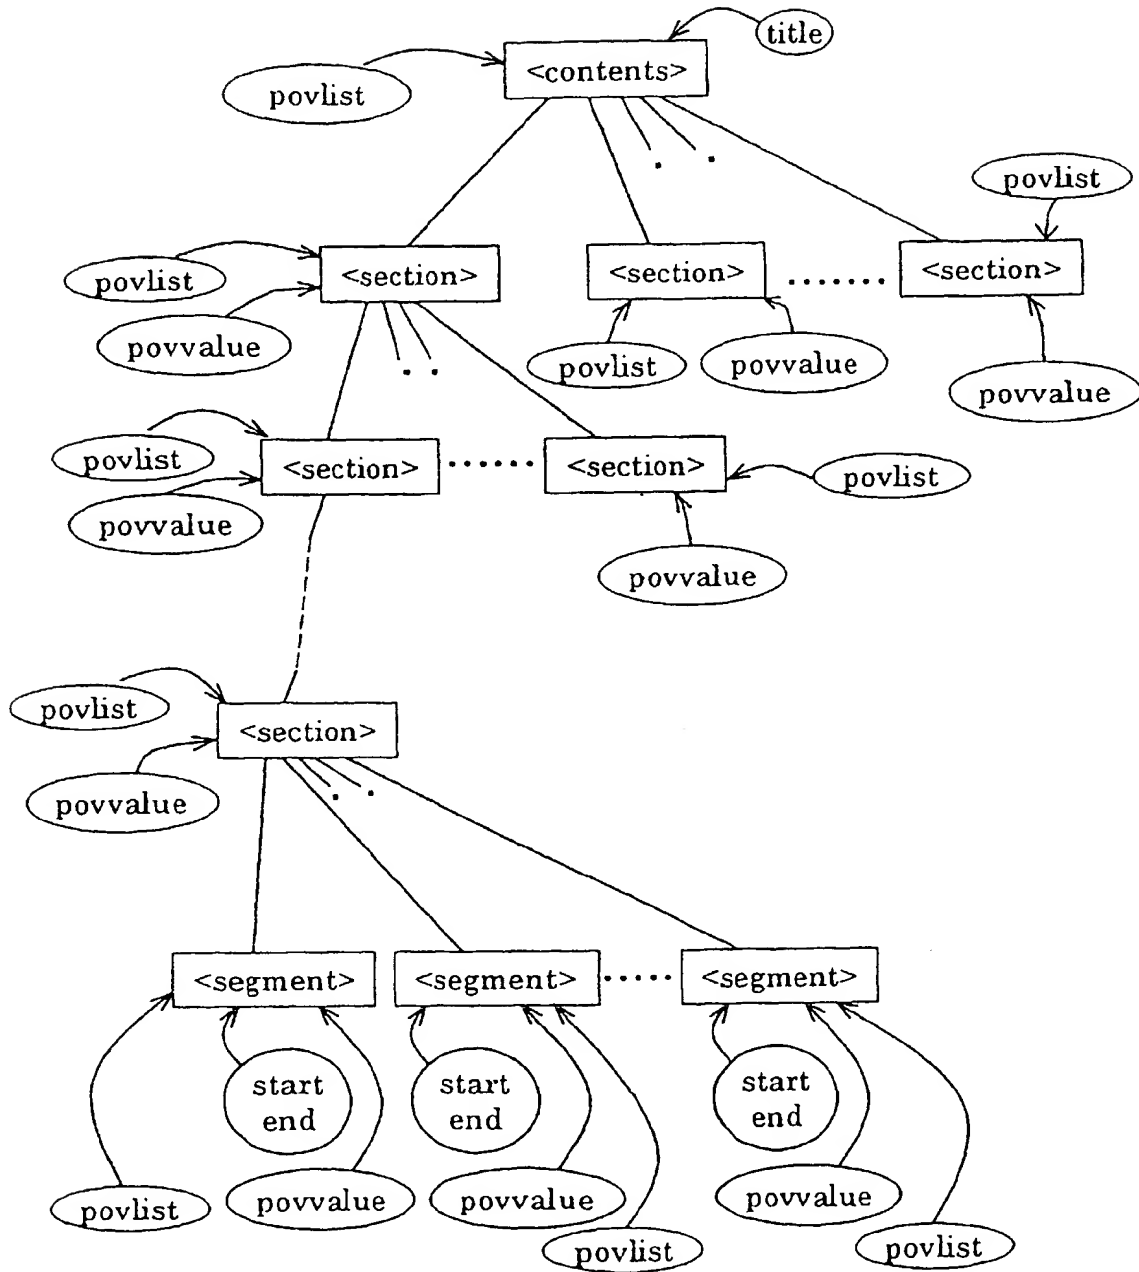 title
<contents>
povlist
povlist
povlist
<section>
<section>
<section>
povvalue
povlist
povvalue
povvalue
povlist
<section>
<section>
povlist
povvalue
povvalue
povlist
<section>
povvalue
<segment>
<segment>
<segment>
start
end
start
end
start
end
povlist
povvalue
povvalue
povvalue
povlist
povlist